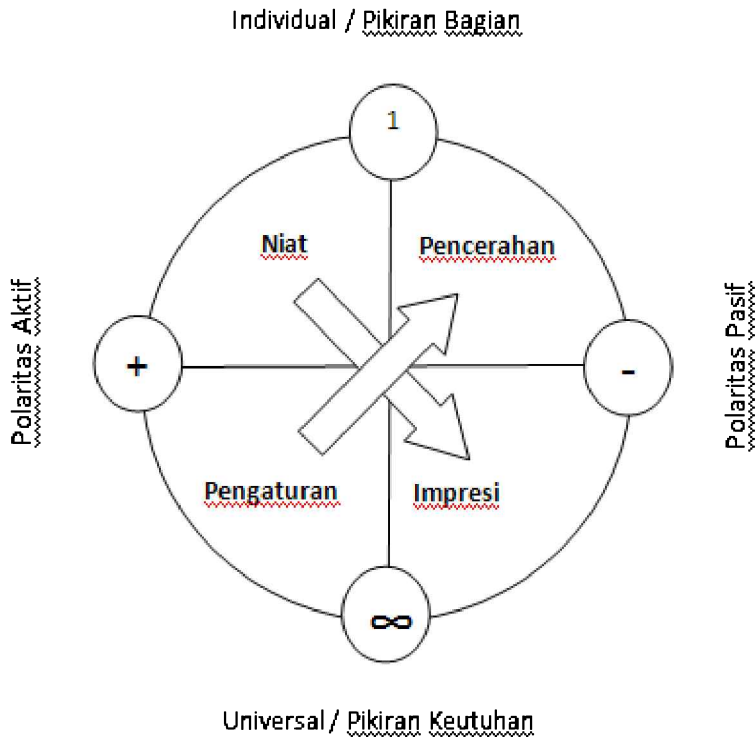 Individual / Pikiran Bagian
1
Niat
Pencerahan
Polaritas Aktif
+
-
Polaritas Pasif
Pengaturan
Impresi
∞
Universal / Pikiran Keutuhan